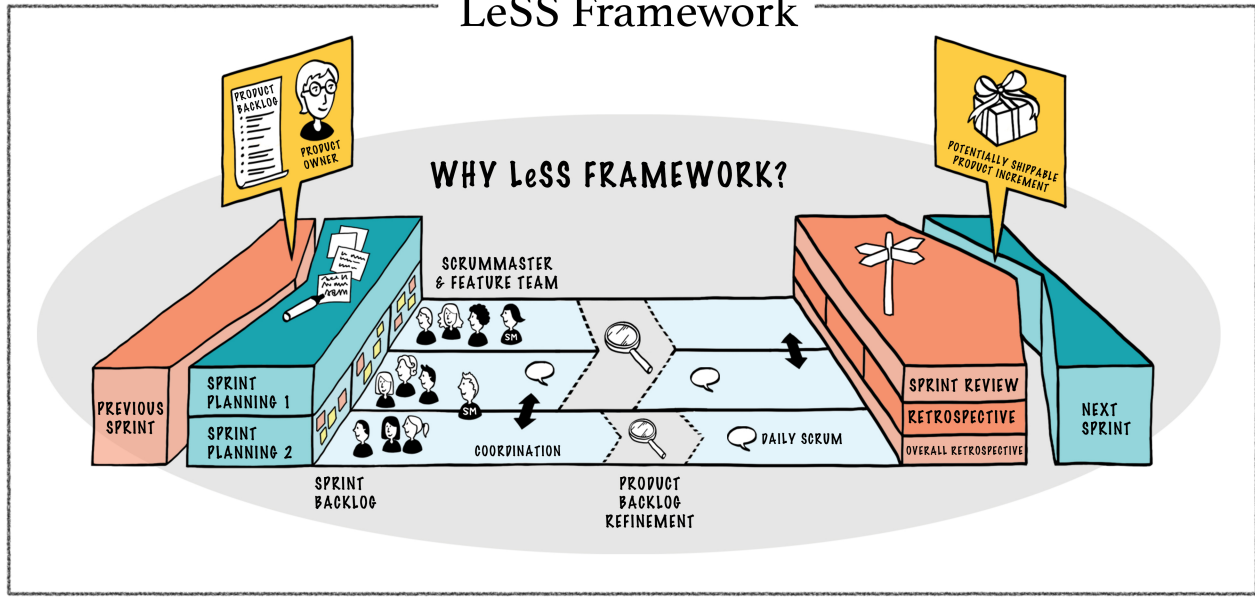 LeSS Framework
PRODUCT
BACKLOG
PRODUCT
OWNER
POTENTIALLY SHIPPABLE
PRODUCT INCREMENT
WHY LeSS FRAMEWORK?
SCRUMMASTER
& FEATURE TEAM
SM
SM
PREVIOUS
SPRINT
SPRINT
PLANNING 1
SPRINT
PLANNING 2
COORDINATION
DAILY SCRUM
SPRINT REVIEW
RETROSPECTIVE
OVERALL RETROSPECTIVE
NEXT
SPRINT
SPRINT
BACKLOG
PRODUCT
BACKLOG
REFINEMENT